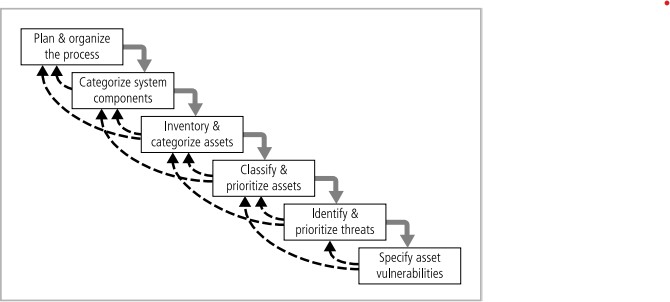 Plan & organize
the process
Categorize system
components
Inventory &
categorize assets
Classify &
prioritize assets
Identify &
prioritize threats
Specify asset
vulnerabilities